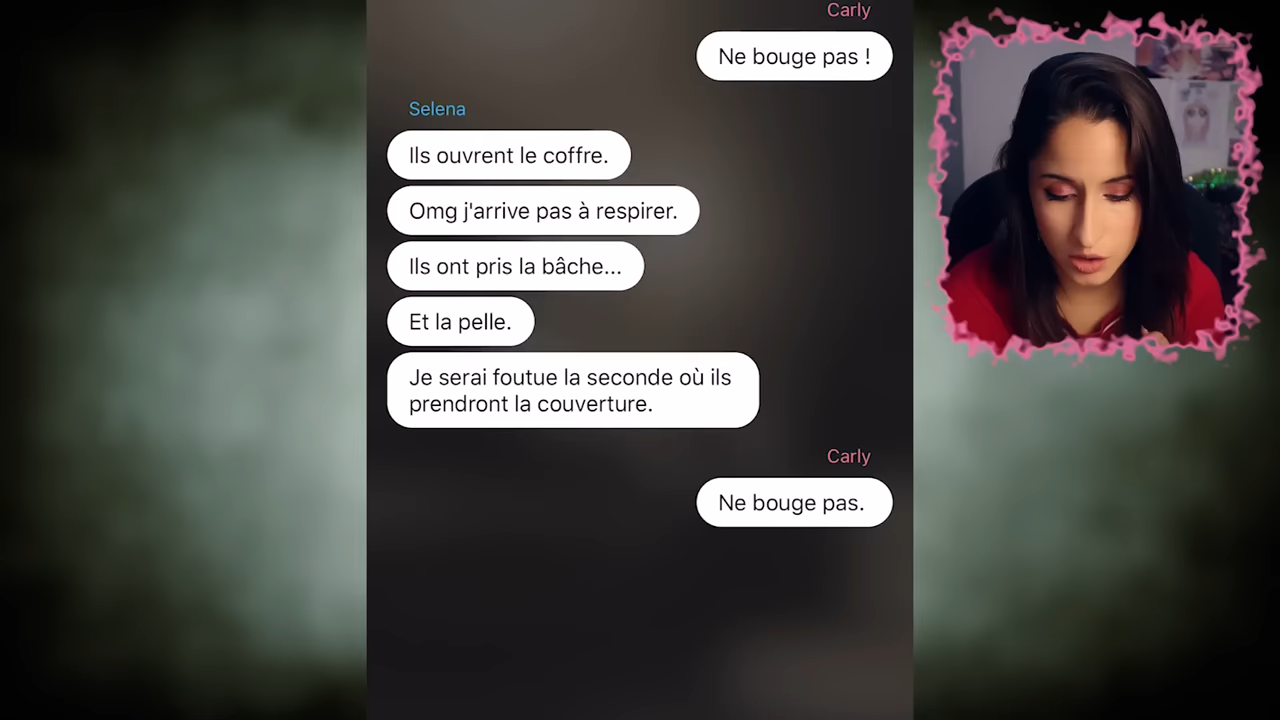 Carly
Ne bouge pas !
Selena
Ils ouvrent le coffre.
Omg j'arrive pas à respirer.
Ils ont pris la bâche...
Et la pelle.
Je serai foutue la seconde où ils
prendront la couverture.
Carly
Ne bouge pas.